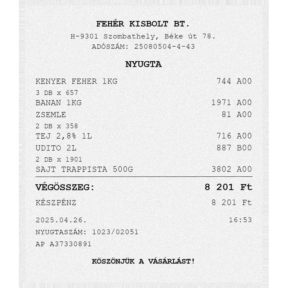 FEHÉR KISBOLT BT.
H-9301 Szombathely, Béke út 78.
ADÓSZÁM: 25080504-4-43
NYUGTA
KENYER FEHER 1KG 744 A00
3 DB x 657
BANAN 1KG 1971 A00
ZSEMLE 81 A00
2 DB x 358
TEJ 2,8% 1L 716 A00
UDITO 2L 887 B00
2 DB x 1901
SAJT TRAPPISTA 500G 3802 A00
VÉGÖSSZEG: 8 201 Ft
KÉSZPÉNZ 8 201 Ft
2025.04.26. 16:53
NYUGTASZÁM: 1023/02051
AP A37330891
KÖSZÖNJÜK A VÁSÁRLÁST!